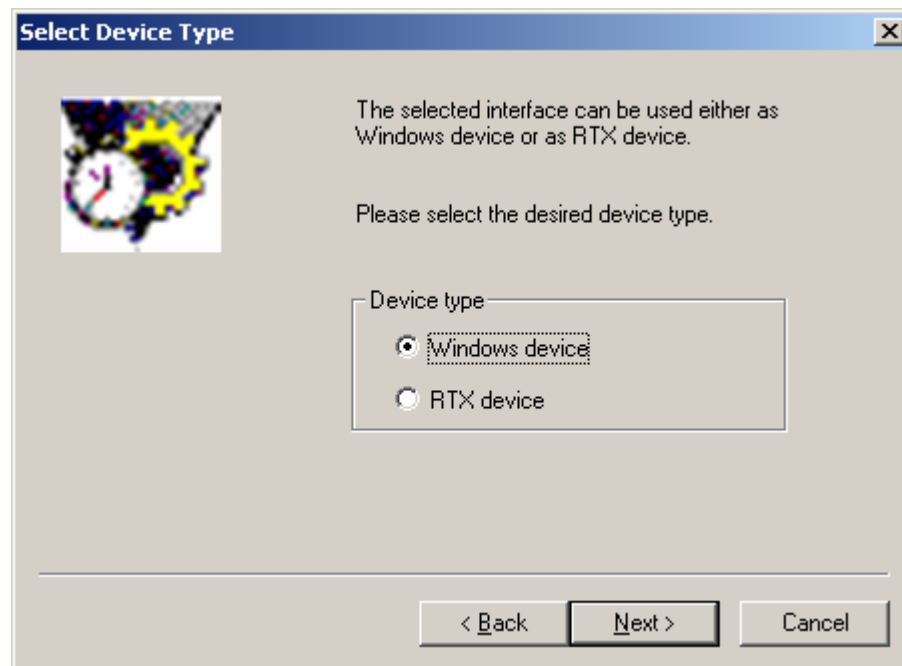 Select Device Type
The selected interface can be used either as
Windows device or as RTX device.
Please select the desired device type.
Device type
Windows device
RTX device
< Back
Next >
Cancel